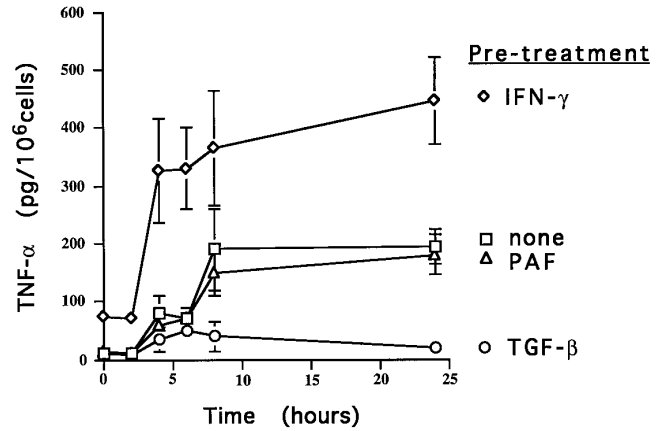 600
500
400
300
200
100
0
0 5 10 15 20 25
TNF-α (pg/10⁶cells)
Time (hours)
Pre-treatment
IFN-γ
none
PAF
TGF-β